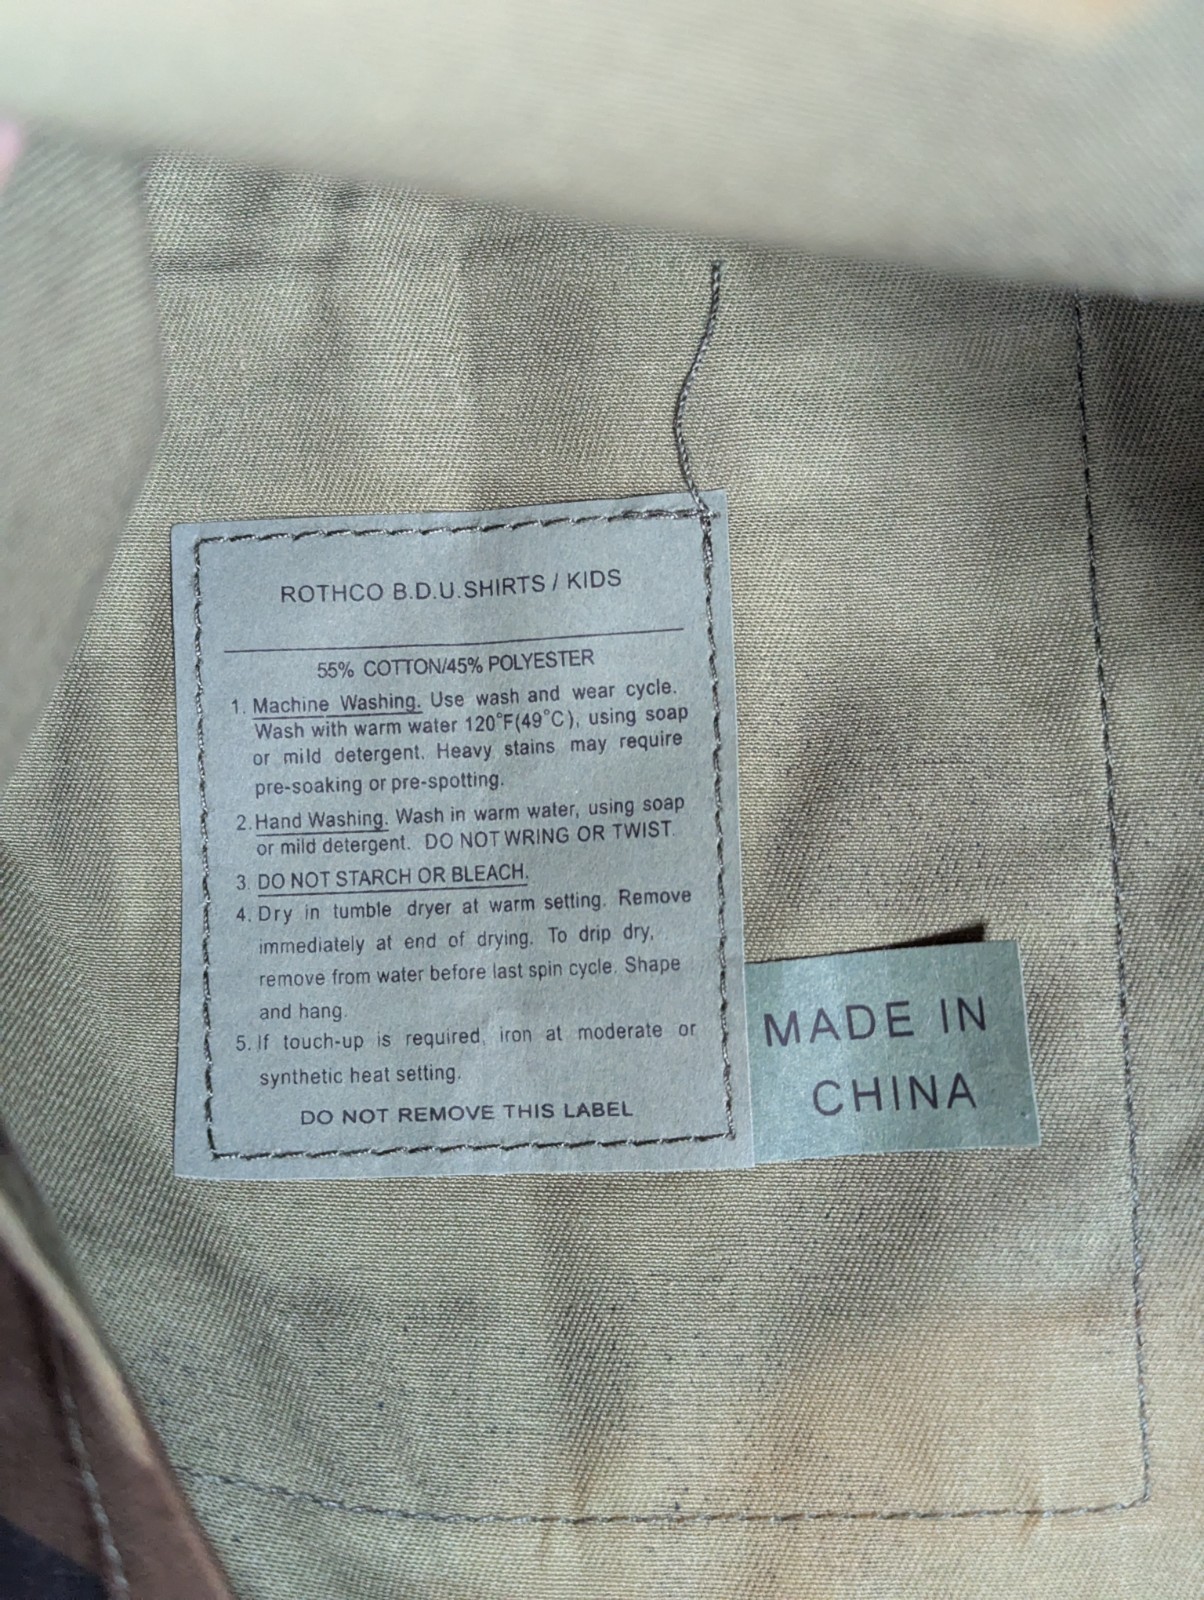 ROTHCO B.D.U.SHIRTS / KIDS
55% COTTON/45% POLYESTER
1. Machine Washing. Use wash and wear cycle.
Wash with warm water 120°F(49°C), using soap
or mild detergent. Heavy stains may require
pre-soaking or pre-spotting.
2. Hand Washing. Wash in warm water, using soap
or mild detergent. DO NOT WRING OR TWIST.
3. DO NOT STARCH OR BLEACH.
4. Dry in tumble dryer at warm setting. Remove
immediately at end of drying. To drip dry,
remove from water before last spin cycle. Shape
and hang.
5. If touch-up is required, iron at moderate or
synthetic heat setting.
DO NOT REMOVE THIS LABEL
MADE IN
CHINA